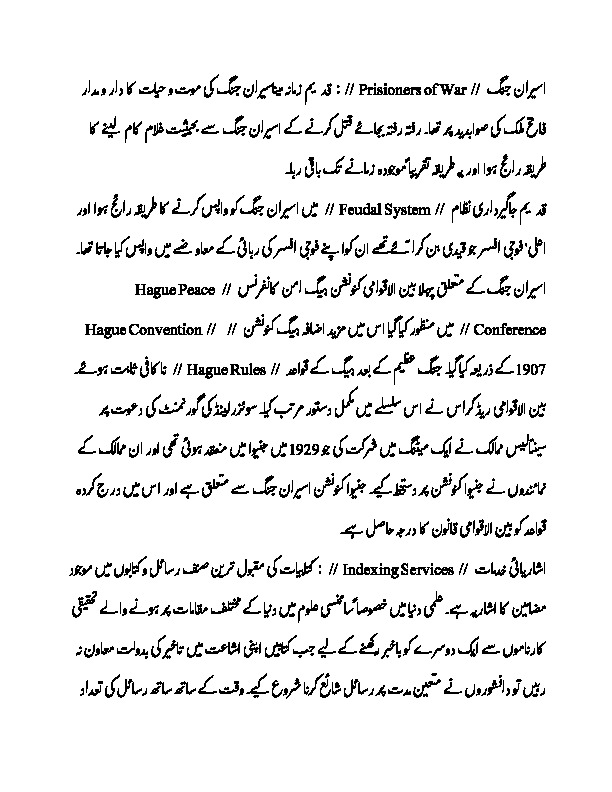 اسیران جنگ // Prisioners of War // : قدیم زمانہ میںاسیران جنگ کی موت و حیات کا دار و مدار
فاتح ملک کی صوابدید پر تھا۔ رفتہ رفتہ بجائے قتل کرنے کے اسیران جنگ سے بحیثیت غلام کام لینے کا
طریقہ رائج ہوا اور یہ طریقہ تقریباً موجودہ زمانے تک باقی رہا۔
قدیم جاگیرداری نظام // Feudal System // میں اسیران جنگ کو واپس کرنے کا طریقہ رائج ہوا اور
اعلیٰ فوجی افسر جو قیدی بن کر آئے تھے ان کو اپنے فوجی افسر کی رہائی کے معاوضے میں واپس کیا جاتا تھا۔
اسیران جنگ کے متعلق پہلا بین الاقوامی کنونشن ہیگ امن کانفرنس // Hague Peace
Conference // میں منظور کیا گیا اس میں مزید اضافہ ہیگ کنونشن // Hague Convention //
1907 کے ذریعہ کیا گیا۔ جنگ عظیم کے بعد ہیگ کے قواعد // Hague Rules // ناکافی ثابت ہوئے۔
بین الاقوامی ریڈ کراس نے اس سلسلے میں مکمل دستور مرتب کیا۔ سوئزرلینڈ کی گورنمنٹ کی دعوت پر
سینتالیس ممالک نے ایک میٹنگ میں شرکت کی جو 1929 میں جنیوا میں منعقد ہوئی تھی اور ان ممالک کے
نمائندوں نے جنیوا کنونشن پر دستخط کیے۔ جنیوا کنونشن اسیران جنگ سے متعلق ہے اور اس میں درج کردہ
قواعد کو بین الاقوامی قانون کا درجہ حاصل ہے۔
اشاریائی خدمات // Indexing Services // : کتابیات کی مقبول ترین صنف رسائل و کتابوں میں موجود
مضامین کا اشاریہ ہے۔ علمی دنیا میں خصوصاً سائنسی علوم میں دنیا کے مختلف مقامات پر ہونے والے تحقیقی
کارناموں سے ایک دوسرے کو باخبر رکھنے کے لیے جب کتابیں اپنی اشاعت میں تاخیر کی بدولت معاون نہ
رہیں تو دانشوروں نے متعین مدت پر رسائل شائع کرنا شروع کیے۔ وقت کے ساتھ ساتھ رسائل کی تعداد